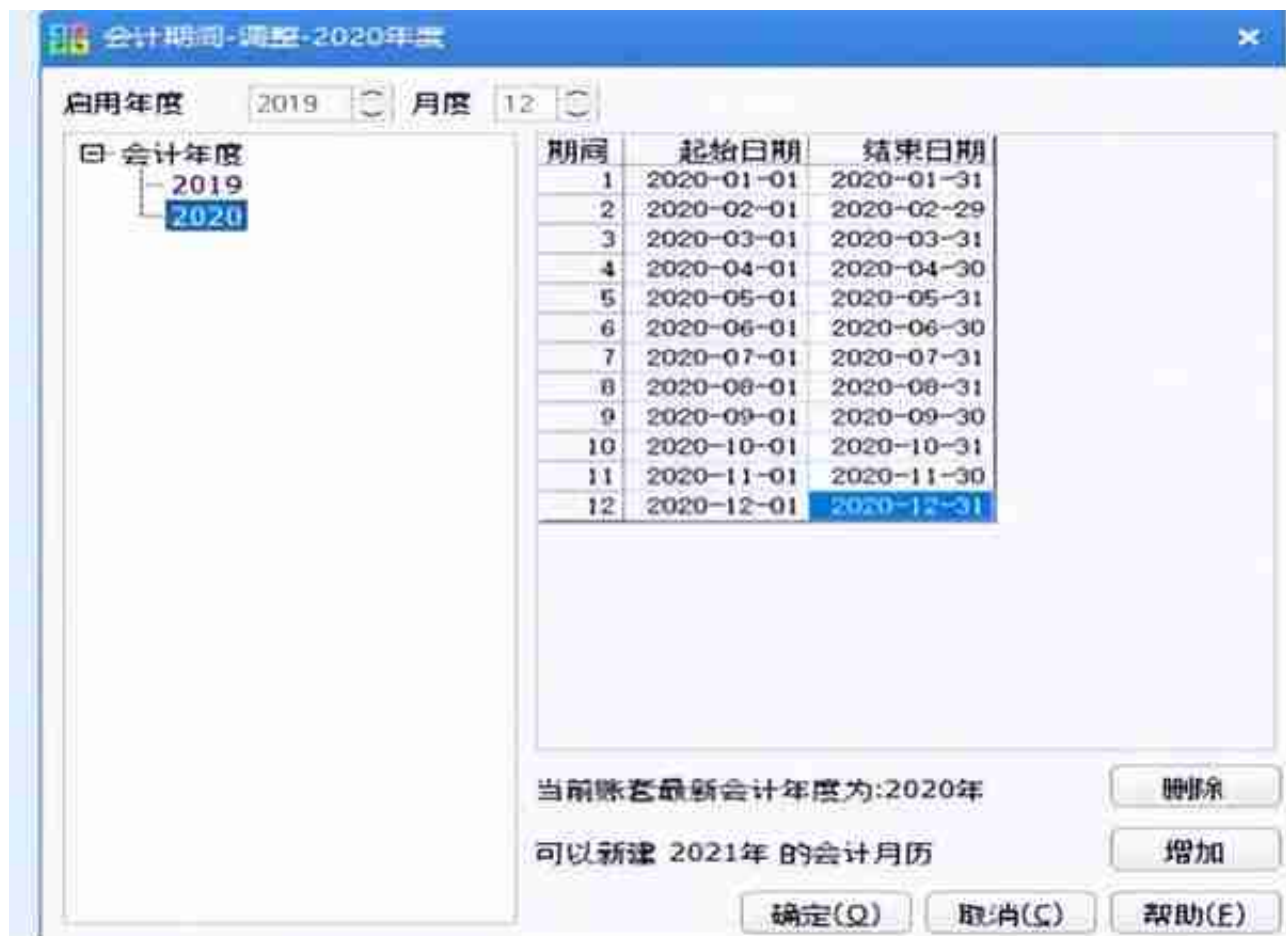 会计期间-调整-2020年度
启用年度 2019 月度 12
会计年度
2019
2020
期间 起始日期 结束日期
1 2020-01-01 2020-01-31
2 2020-02-01 2020-02-29
3 2020-03-01 2020-03-31
4 2020-04-01 2020-04-30
5 2020-05-01 2020-05-31
6 2020-06-01 2020-06-30
7 2020-07-01 2020-07-31
8 2020-08-01 2020-08-31
9 2020-09-01 2020-09-30
10 2020-10-01 2020-10-31
11 2020-11-01 2020-11-30
12 2020-12-01 2020-12-31
当前账套最新会计年度为:2020年 删除
可以新建 2021年 的会计月历 增加
确定(O) 取消(C) 帮助(E)